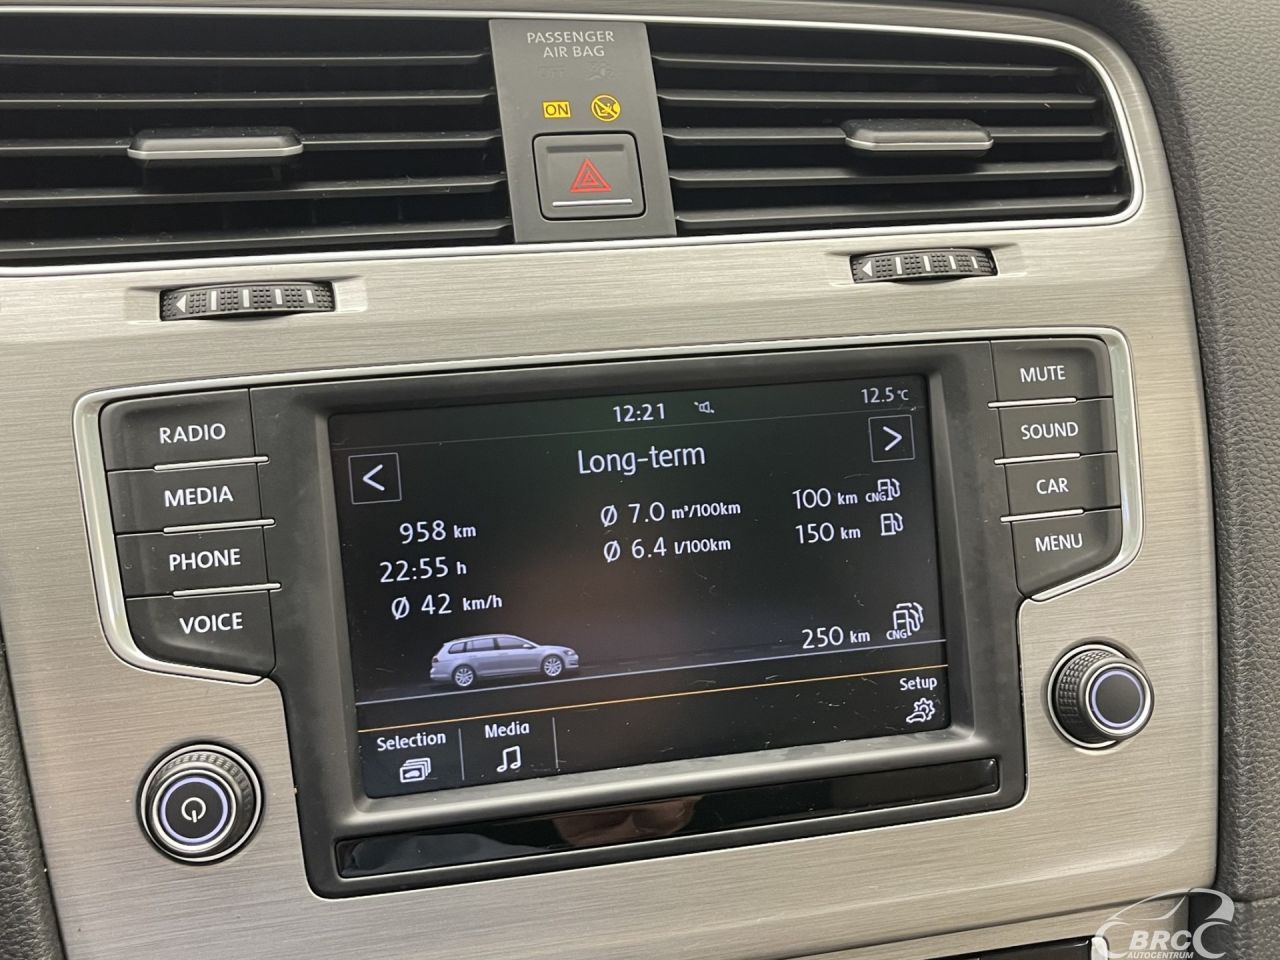 PASSENGER
AIR BAG
ON
MUTE
SOUND
CAR
MENU
RADIO
MEDIA
PHONE
VOICE
12:21
12.5 °C
<
Long-term
>
958 km
22:55 h
Ø 42 km/h
Ø 7.0 m³/100km
Ø 6.4 l/100km
100 km CNG
150 km
250 km CNG
Selection
Media
Setup
BRC
AUTOCENTRUM